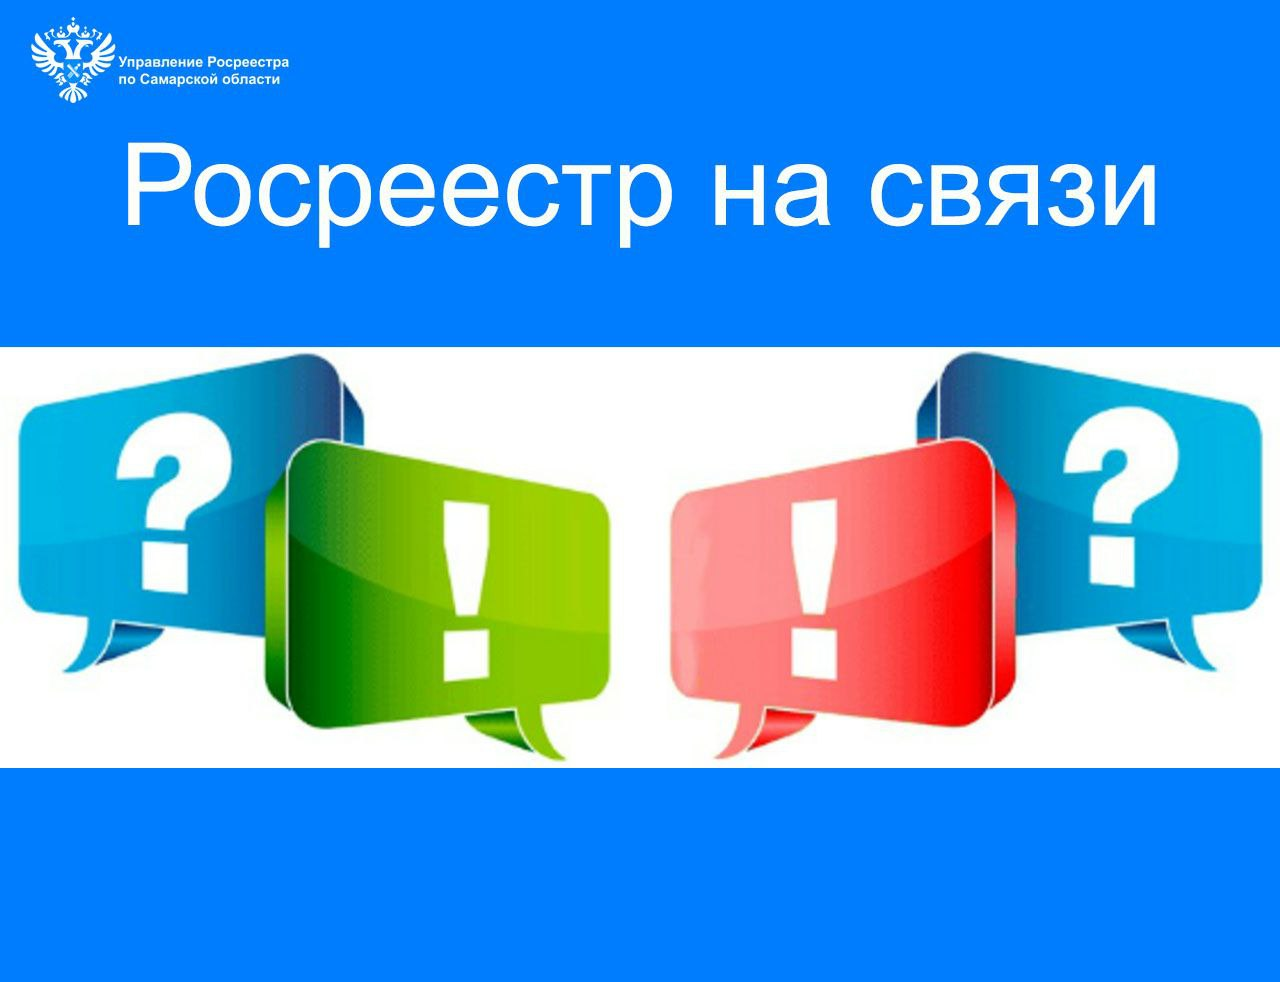 Управление Росреестра
по Самарской области
Росреестр на связи
? ! ! ?